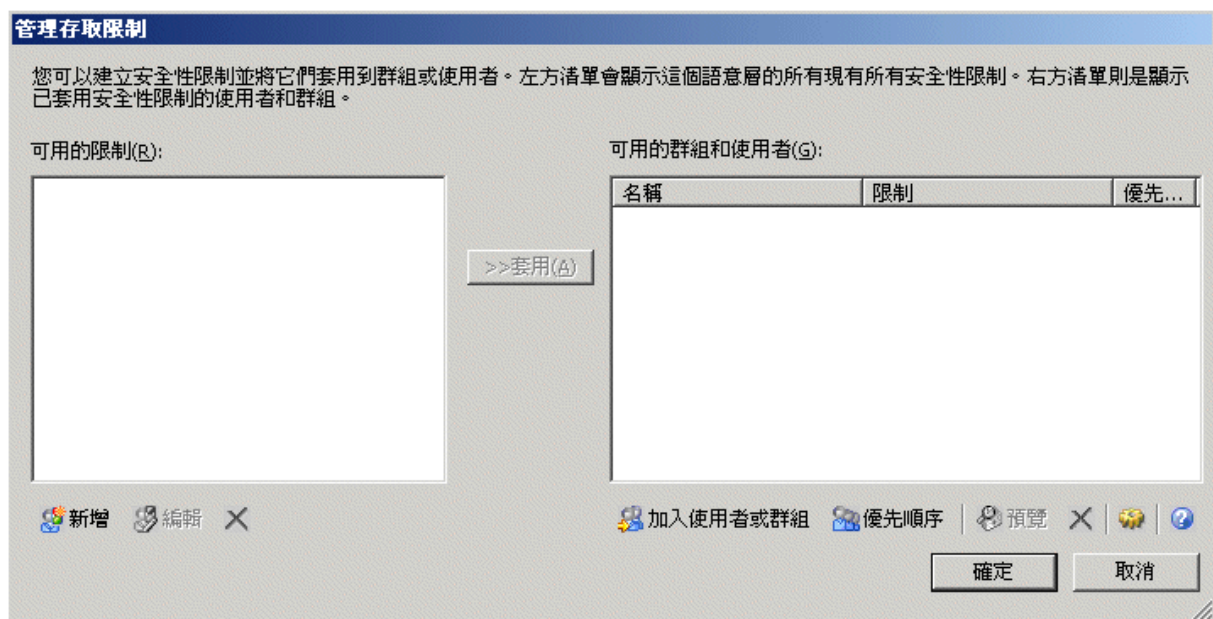 管理存取限制
您可以建立安全性限制並將它們套用到群組或使用者。左方清單會顯示這個語意層的所有現有所有安全性限制。右方清單則是顯示
已套用安全性限制的使用者和群組。
可用的限制(R):
可用的群組和使用者(G):
名稱 限制 優先...
>>套用(A)
新增 編輯
加入使用者或群組 優先順序 預覽
確定 取消